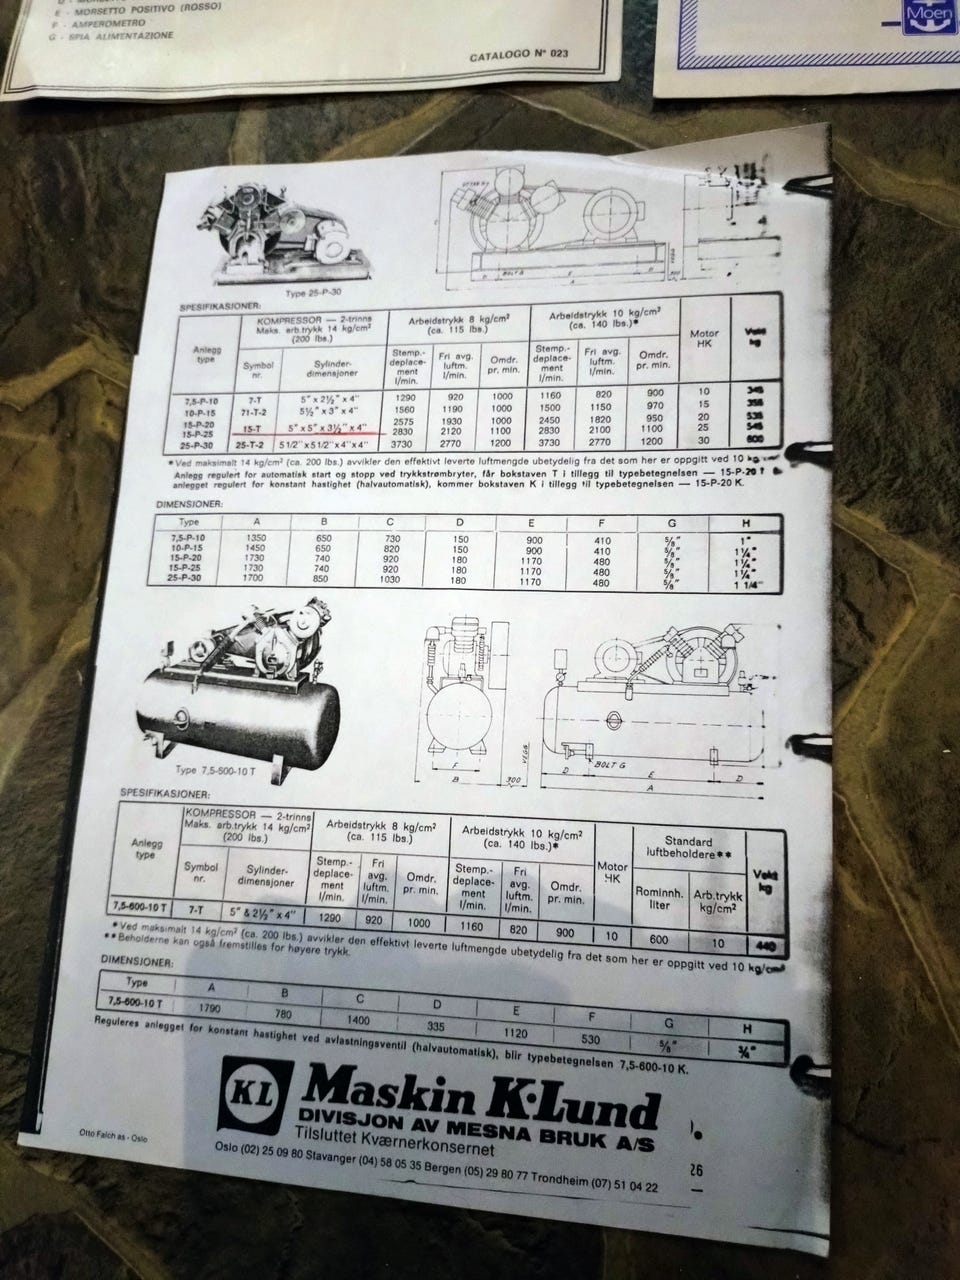 E - MORSETTO POSITIVO (ROSSO)
F - AMPEROMETRO
G - SPIA ALIMENTAZIONE
CATALOGO N° 023
Moen
Type 25-P-30
BOLT G
D E D
A
VEGG
SPESIFIKASJONER:
Anlegg type | KOMPRESSOR — 2-trinns Maks. arb.trykk 14 kg/cm² (200 lbs.) | Arbeidstrykk 8 kg/cm² (ca. 115 lbs.) | Arbeidstrykk 10 kg/cm² (ca. 140 lbs.)* | Motor HK | Vekt kg
Symbol nr. | Sylinder-dimensjoner | Stemp.-deplace-ment l/min. | Fri avg. luftm. l/min. | Omdr. pr. min. | Stemp.-deplace-ment l/min. | Fri avg. luftm. l/min. | Omdr. pr. min.
7,5-P-10 7-T 5" x 2½" x 4" 1290 920 1000 1160 820 900 10
10-P-15 71-T-2 5½" x 3" x 4" 1560 1190 1000 1500 1150 970 15
15-P-20 2575 1930 1000 2450 1820 950 20
15-T 5" x 5" x 3½" x 4"
15-P-25 2830 2120 1100 2830 2100 1100 25
25-P-30 25-T-2 5 1/2" x 5 1/2" x 4" x 4" 3730 2770 1200 3730 2770 1200 30 600
* Ved maksimalt 14 kg/cm² (ca. 200 lbs.) avvikler den effektivt leverte luftmengde ubetydelig fra det som her er oppgitt ved 10
Anlegg regulert for automatisk start og stopp ved trykkstrømbryter, får bokstaven T i tillegg til typebetegnelsen — 15-P-20
anlegget regulert for konstant hastighet (halvautomatisk), kommer bokstaven K i tillegg til typebetegnelsen — 15-P-20 K.
DIMENSJONER:
Type A B C D E F G H
7,5-P-10 1350 650 730 150 900 410 ⅝" 1"
10-P-15 1450 650 820 150 900 410 ⅝" 1¼"
15-P-20 1730 740 920 180 1170 480 ⅝" 1¼"
15-P-25 1730 740 920 180 1170 480 ⅝" 1¼"
25-P-30 1700 850 1030 180 1170 480 ⅝" 1 1/4"
Type 7,5-600-10 T
F
B
300
VEGG
BOLT G
D E D
A
SPESIFIKASJONER:
Anlegg type | KOMPRESSOR — 2-trinns Maks. arb.trykk 14 kg/cm² (200 lbs.) | Arbeidstrykk 8 kg/cm² (ca. 115 lbs.) | Arbeidstrykk 10 kg/cm² (ca. 140 lbs.)* | Motor HK | Standard luftbeholdere** | Vekt kg
Symbol nr. | Sylinder-dimensjoner | Stemp.-deplace-ment l/min. | Fri avg. luftm. l/min. | Omdr. pr. min. | Stemp.-deplace-ment l/min. | Fri avg. luftm. l/min. | Omdr. pr. min. | Rominnh. liter | Arb.trykk kg/cm²
7,5-600-10 T 7-T 5" & 2½" x 4" 1290 920 1000 1160 820 900 10 600 10 440
* Ved maksimalt 14 kg/cm² (ca. 200 lbs.) avvikler den effektivt leverte luftmengde ubetydelig fra det som her er oppgitt ved 10 kg/cm²
** Beholderne kan også fremstilles for høyere trykk.
DIMENSJONER:
Type A B C D E F G H
7,5-600-10 T 1790 780 1400 335 1120 530 ⅝" ¾"
Reguleres anlegget for konstant hastighet ved avlastningsventil (halvautomatisk), blir typebetegnelsen 7,5-600-10 K.
KL Maskin K·Lund
DIVISJON AV MESNA BRUK A/S
Tilsluttet Kværnerkonsernet
Oslo (02) 25 09 80 Stavanger (04) 58 05 35 Bergen (05) 29 80 77 Trondheim (07) 51 04 22
Otto Falch as - Oslo
26